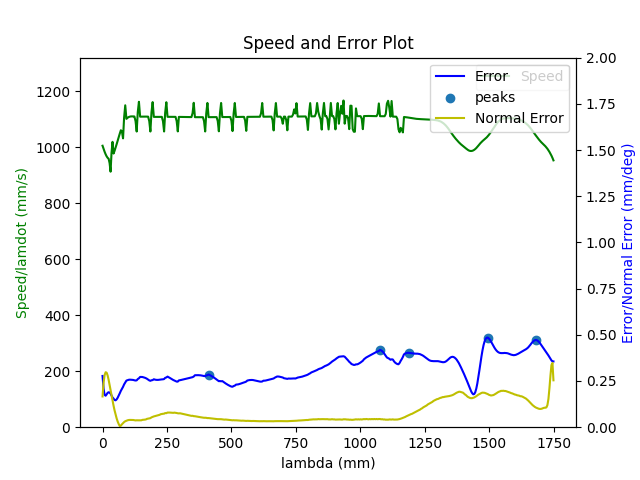 Speed and Error Plot
Speed/lamdot (mm/s)
1200
1000
800
600
400
200
0
Error
Speed
peaks
Normal Error
2.00
1.75
1.50
1.25
1.00
0.75
0.50
0.25
0.00
Error/Normal Error (mm/deg)
0 250 500 750 1000 1250 1500 1750
lambda (mm)